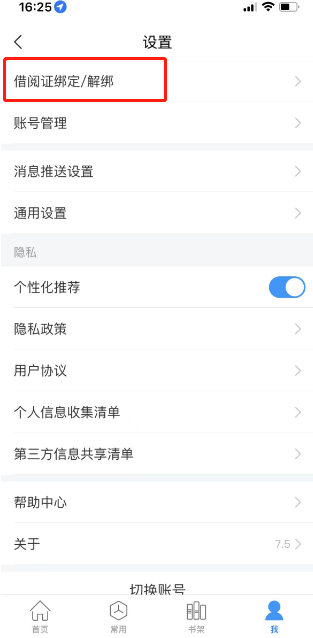 16:25
设置
借阅证绑定/解绑
账号管理
消息推送设置
通用设置
隐私
个性化推荐
隐私政策
用户协议
个人信息收集清单
第三方信息共享清单
帮助中心
关于 7.5
切换账号
首页 常用 书架 我